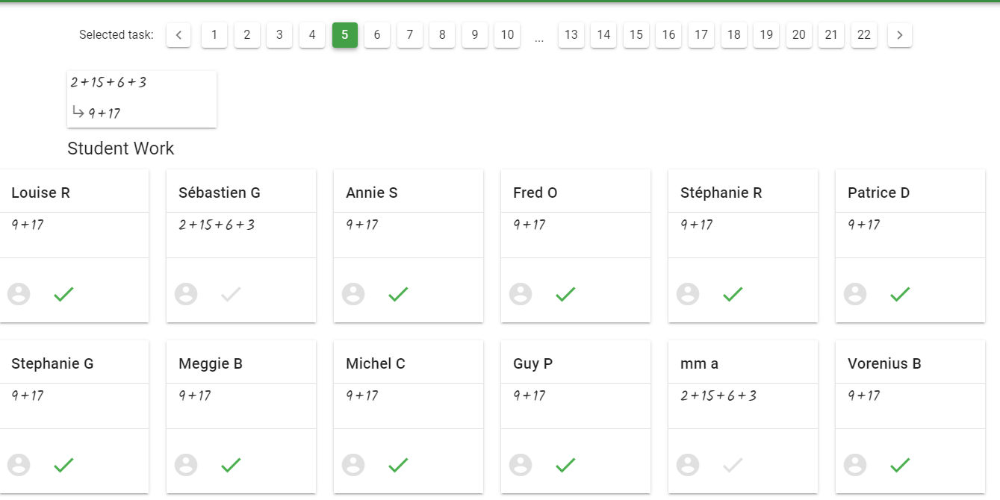 Selected task: < 1 2 3 4 5 6 7 8 9 10 ... 13 14 15 16 17 18 19 20 21 22 >
2+15+6+3
↳ 9+17
Student Work
Louise R Sébastien G Annie S Fred O Stéphanie R Patrice D
9+17 2+15+6+3 9+17 9+17 9+17 9+17
Stephanie G Meggie B Michel C Guy P mm a Vorenius B
9+17 9+17 9+17 9+17 2+15+6+3 9+17